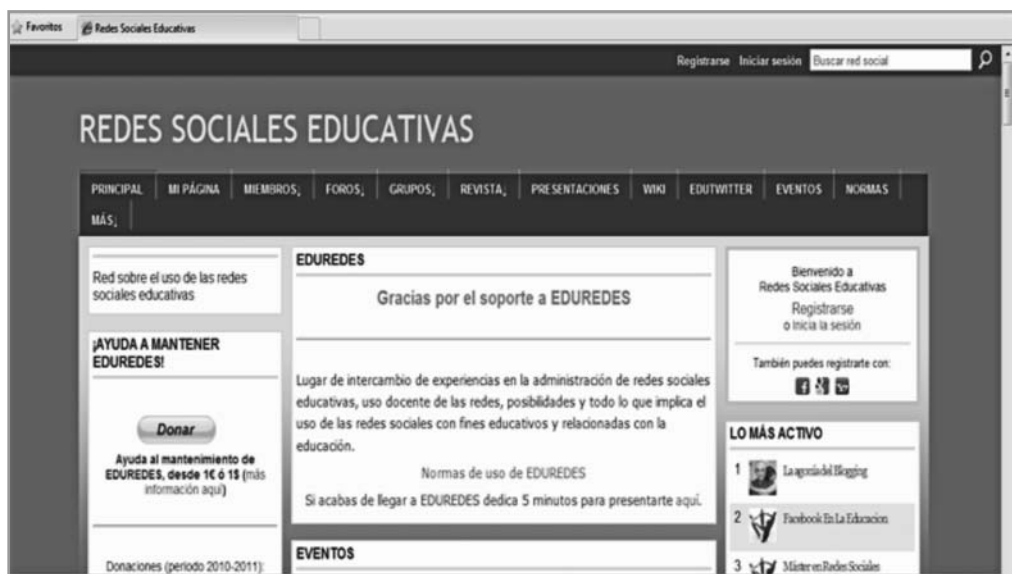 Favoritos
Redes Sociales Educativas
Registrarse Iniciar sesión Buscar red social
REDES SOCIALES EDUCATIVAS
PRINCIPAL MI PÁGINA MIEMBROS¿ FOROS¿ GRUPOS¿ REVISTA¿ PRESENTACIONES WIKI EDUTWITTER EVENTOS NORMAS
MÁS¿
Red sobre el uso de las redes
sociales educativas
¡AYUDA A MANTENER
EDUREDES!
Donar
Ayuda al mantenimiento de
EDUREDES, desde 1€ ó 1$ (más
información aquí)
Donaciones (periodo 2010-2011):
EDUREDES
Gracias por el soporte a EDUREDES
Lugar de intercambio de experiencias en la administración de redes sociales
educativas, uso docente de las redes, posibilidades y todo lo que implica el
uso de las redes sociales con fines educativos y relacionadas con la
educación.
Normas de uso de EDUREDES
Si acabas de llegar a EDUREDES dedica 5 minutos para presentarte aquí.
EVENTOS
Bienvenido a
Redes Sociales Educativas
Registrarse
o Inicia la sesión
También puedes registrarte con:
LO MÁS ACTIVO
1 La agonía del Blogging
2 Facebook En La Educacion
3 Máster en Redes Sociales